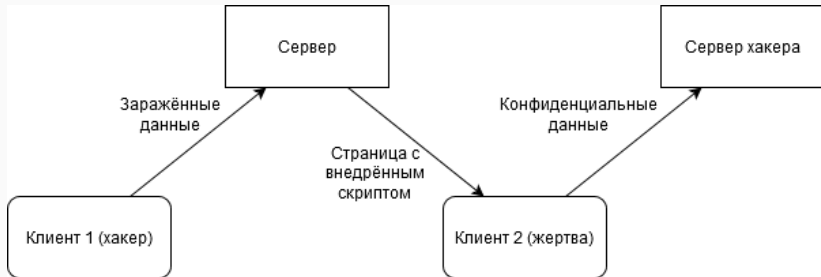 Сервер
Сервер хакера
Заражённые
данные
Конфиденциальные
данные
Страница с
внедрённым
скриптом
Клиент 1 (хакер)
Клиент 2 (жертва)